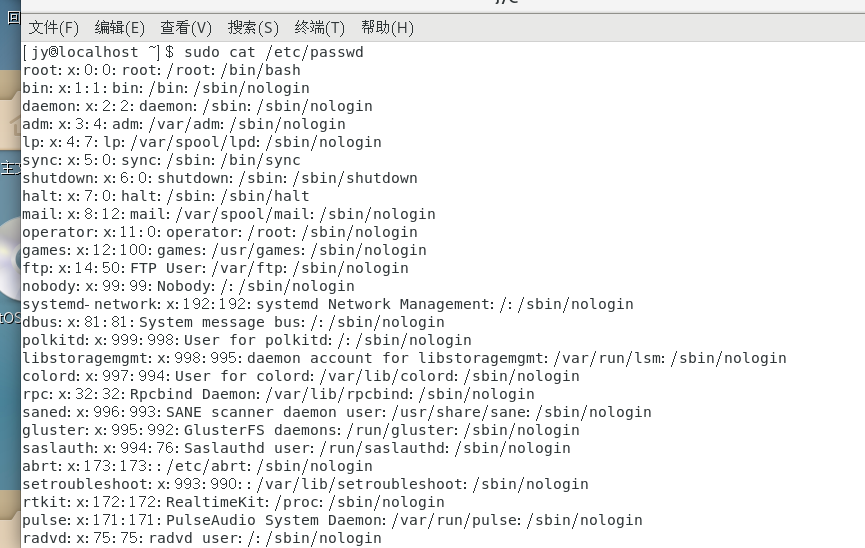 文件(F) 编辑(E) 查看(V) 搜索(S) 终端(T) 帮助(H)
[jy@localhost ~]$ sudo cat /etc/passwd
root:x:0:0:root:/root:/bin/bash
bin:x:1:1:bin:/bin:/sbin/nologin
daemon:x:2:2:daemon:/sbin:/sbin/nologin
adm:x:3:4:adm:/var/adm:/sbin/nologin
lp:x:4:7:lp:/var/spool/lpd:/sbin/nologin
sync:x:5:0:sync:/sbin:/bin/sync
shutdown:x:6:0:shutdown:/sbin:/sbin/shutdown
halt:x:7:0:halt:/sbin:/sbin/halt
mail:x:8:12:mail:/var/spool/mail:/sbin/nologin
operator:x:11:0:operator:/root:/sbin/nologin
games:x:12:100:games:/usr/games:/sbin/nologin
ftp:x:14:50:FTP User:/var/ftp:/sbin/nologin
nobody:x:99:99:Nobody:/:/sbin/nologin
systemd-network:x:192:192:systemd Network Management:/:/sbin/nologin
dbus:x:81:81:System message bus:/:/sbin/nologin
polkitd:x:999:998:User for polkitd:/:/sbin/nologin
libstoragemgmt:x:998:995:daemon account for libstoragemgmt:/var/run/lsm:/sbin/nologin
colord:x:997:994:User for colord:/var/lib/colord:/sbin/nologin
rpc:x:32:32:Rpcbind Daemon:/var/lib/rpcbind:/sbin/nologin
saned:x:996:993:SANE scanner daemon user:/usr/share/sane:/sbin/nologin
gluster:x:995:992:GlusterFS daemons:/run/gluster:/sbin/nologin
saslauth:x:994:76:Saslauthd user:/run/saslauthd:/sbin/nologin
abrt:x:173:173::/etc/abrt:/sbin/nologin
setroubleshoot:x:993:990::/var/lib/setroubleshoot:/sbin/nologin
rtkit:x:172:172:RealtimeKit:/proc:/sbin/nologin
pulse:x:171:171:PulseAudio System Daemon:/var/run/pulse:/sbin/nologin
radvd:x:75:75:radvd user:/:/sbin/nologin